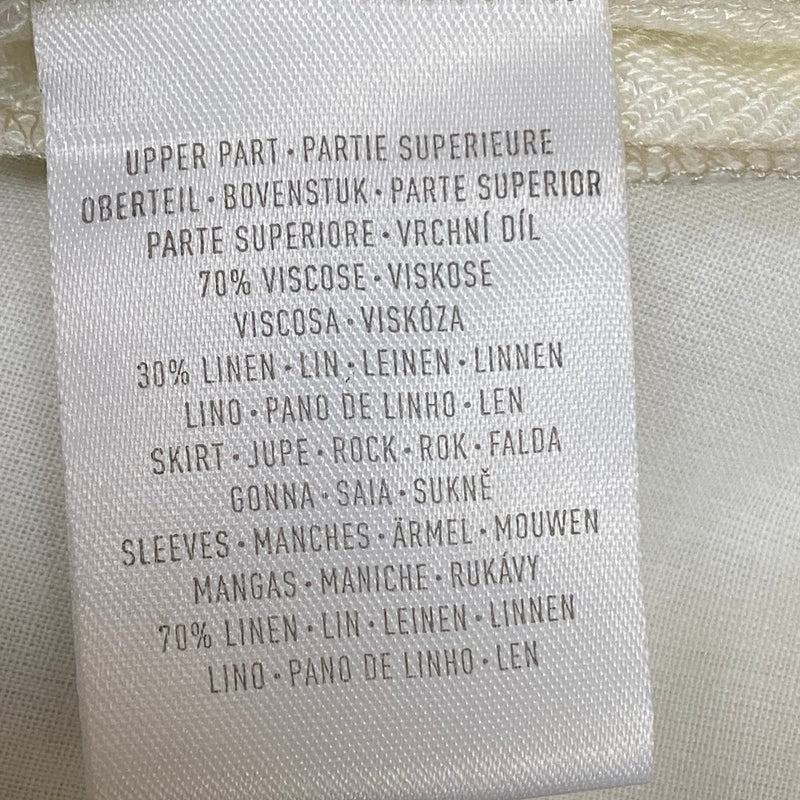 UPPER PART · PARTIE SUPERIEURE
OBERTEIL · BOVENSTUK · PARTE SUPERIOR
PARTE SUPERIORE · VRCHNÍ DÍL
70% VISCOSE · VISKOSE
VISCOSA · VISKÓZA
30% LINEN · LIN · LEINEN · LINNEN
LINO · PANO DE LINHO · LEN
SKIRT · JUPE · ROCK · ROK · FALDA
GONNA · SAIA · SUKNĚ
SLEEVES · MANCHES · ÄRMEL · MOUWEN
MANGAS · MANICHE · RUKÁVY
70% LINEN · LIN · LEINEN · LINNEN
LINO · PANO DE LINHO · LEN